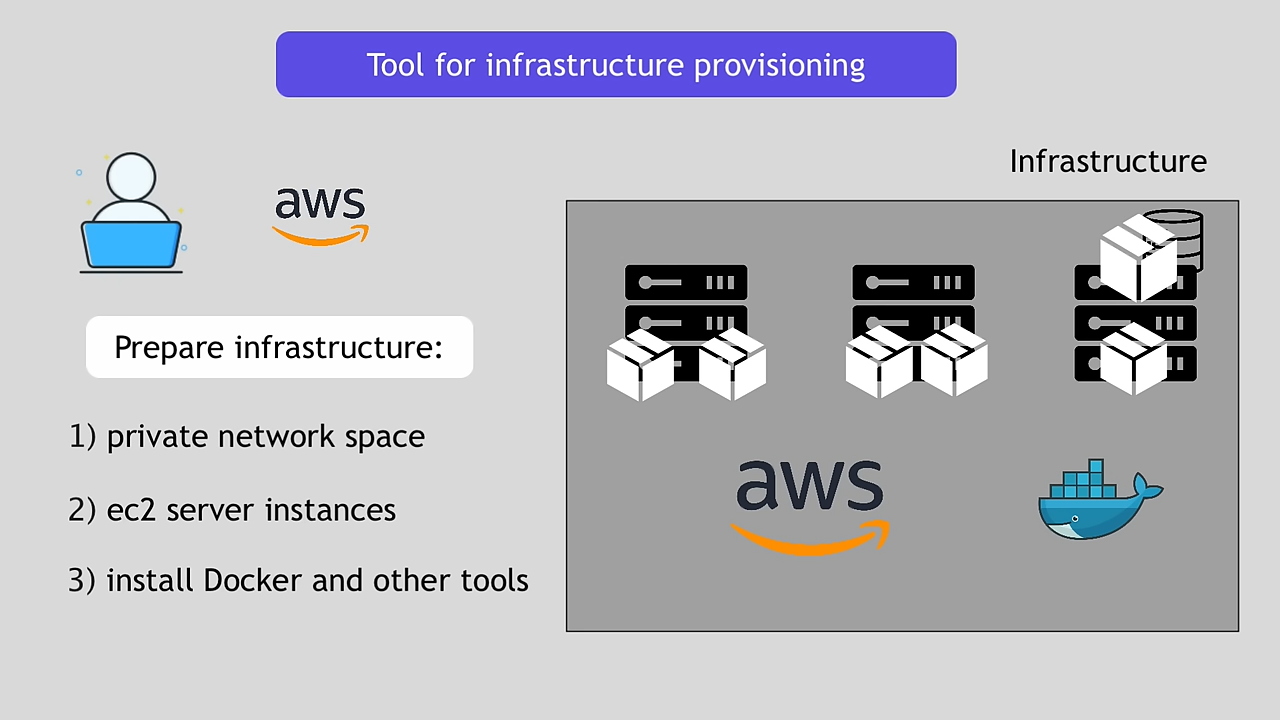 Tool for infrastructure provisioning
Infrastructure
aws
Prepare infrastructure:
1) private network space
2) ec2 server instances
3) install Docker and other tools
aws